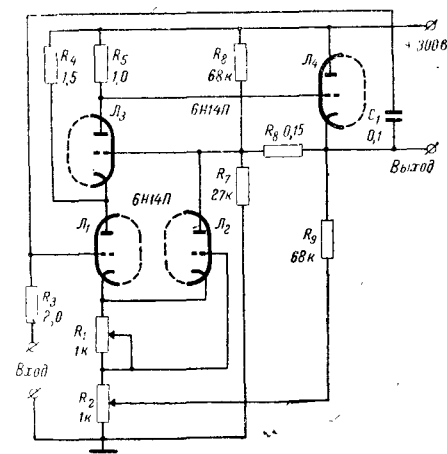 R4
1,5
R5
1,0
R6
68к
Л4
+300В
Л3
6Н14П
C1
0,1
R8 0,15
Выход
R7
27к
6Н14П
Л1
Л2
R9
68к
R3
2,0
R1
1к
Вход
R2
1к